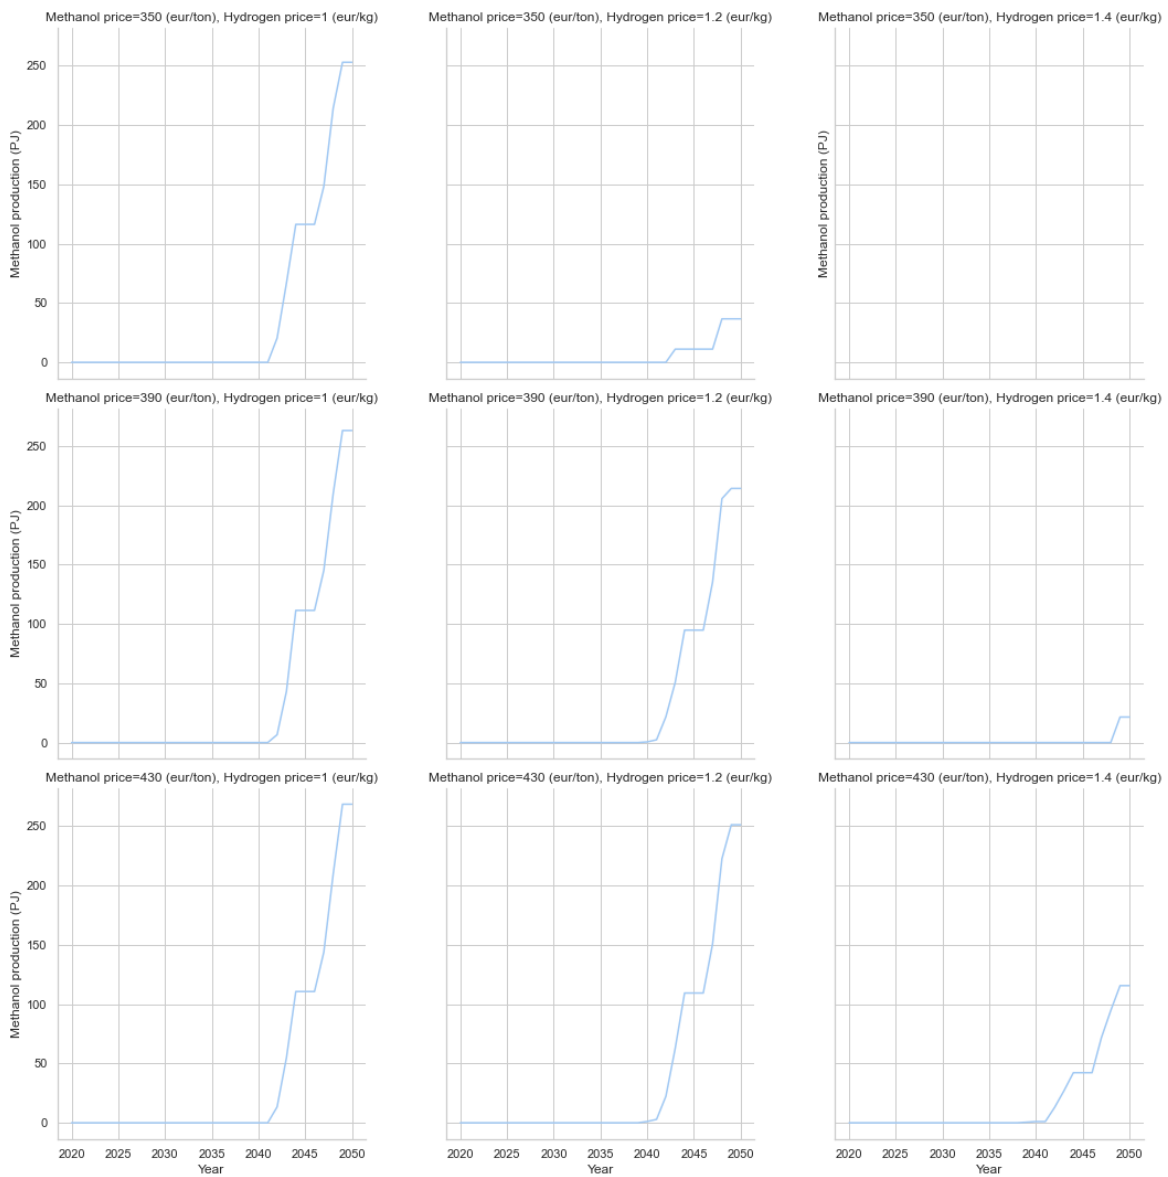 Methanol price=350 (eur/ton), Hydrogen price=1 (eur/kg)
Methanol price=350 (eur/ton), Hydrogen price=1.2 (eur/kg)
Methanol price=350 (eur/ton), Hydrogen price=1.4 (eur/kg)
250
200
150
100
50
0
Methanol production (PJ)
Methanol production (PJ)
Methanol price=390 (eur/ton), Hydrogen price=1 (eur/kg)
Methanol price=390 (eur/ton), Hydrogen price=1.2 (eur/kg)
Methanol price=390 (eur/ton), Hydrogen price=1.4 (eur/kg)
250
200
150
100
50
0
Methanol production (PJ)
Methanol price=430 (eur/ton), Hydrogen price=1 (eur/kg)
Methanol price=430 (eur/ton), Hydrogen price=1.2 (eur/kg)
Methanol price=430 (eur/ton), Hydrogen price=1.4 (eur/kg)
250
200
150
100
50
0
Methanol production (PJ)
2020 2025 2030 2035 2040 2045 2050
Year
2020 2025 2030 2035 2040 2045 2050
Year
2020 2025 2030 2035 2040 2045 2050
Year